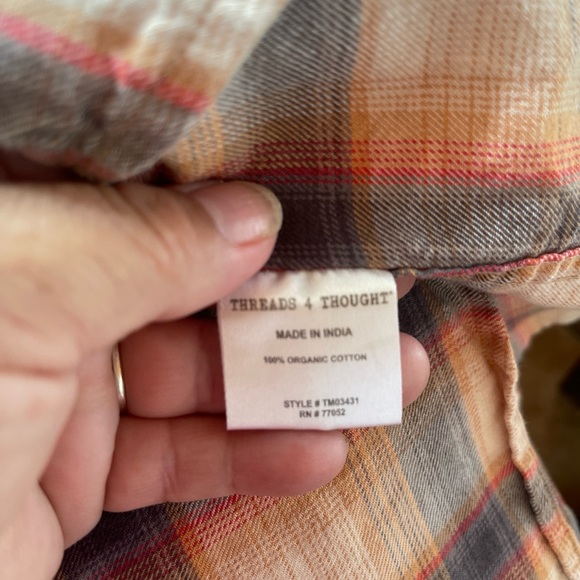 THREADS 4 THOUGHT
MADE IN INDIA
100% ORGANIC COTTON
STYLE # TM03431
RN # 77052